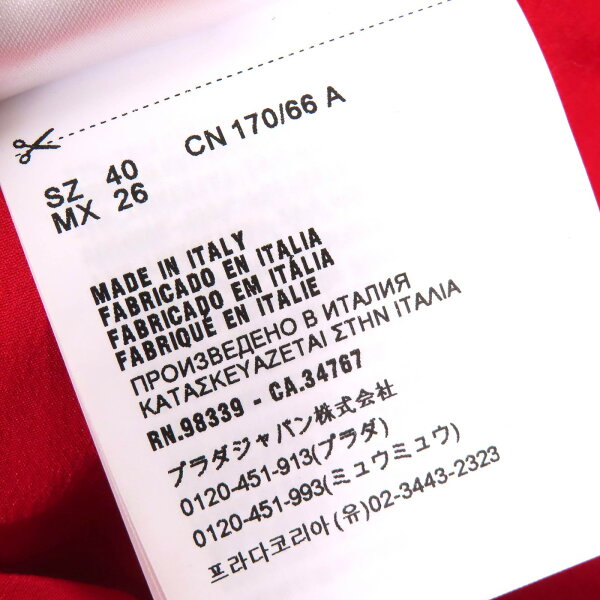 SZ 40 CN 170/66 A
MX 26
MADE IN ITALY
FABRICADO EN ITALIA
FABRICADO EM ITÁLIA
FABRIQUÉ EN ITALIE
ПРОИЗВЕДЕНО В ИТАЛИЯ
ΚΑΤΑΣΚΕΥΑΖΕΤΑΙ ΣΤΗΝ ΙΤΑΛΙΑ
RN.98339 - CA.34767
プラダジャパン株式会社
0120-451-913(プラダ)
0120-451-993(ミュウミュウ)
프라다코리아(유)02-3443-2323